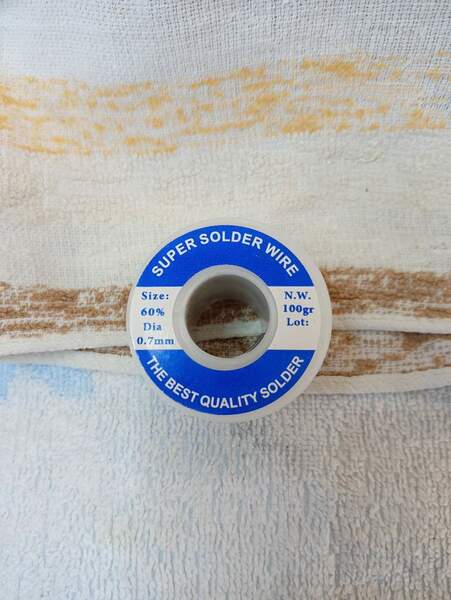 SUPER SOLDER WIRE
Size:
60%
Dia
0.7mm
N.W.
100gr
Lot:
THE BEST QUALITY SOLDER